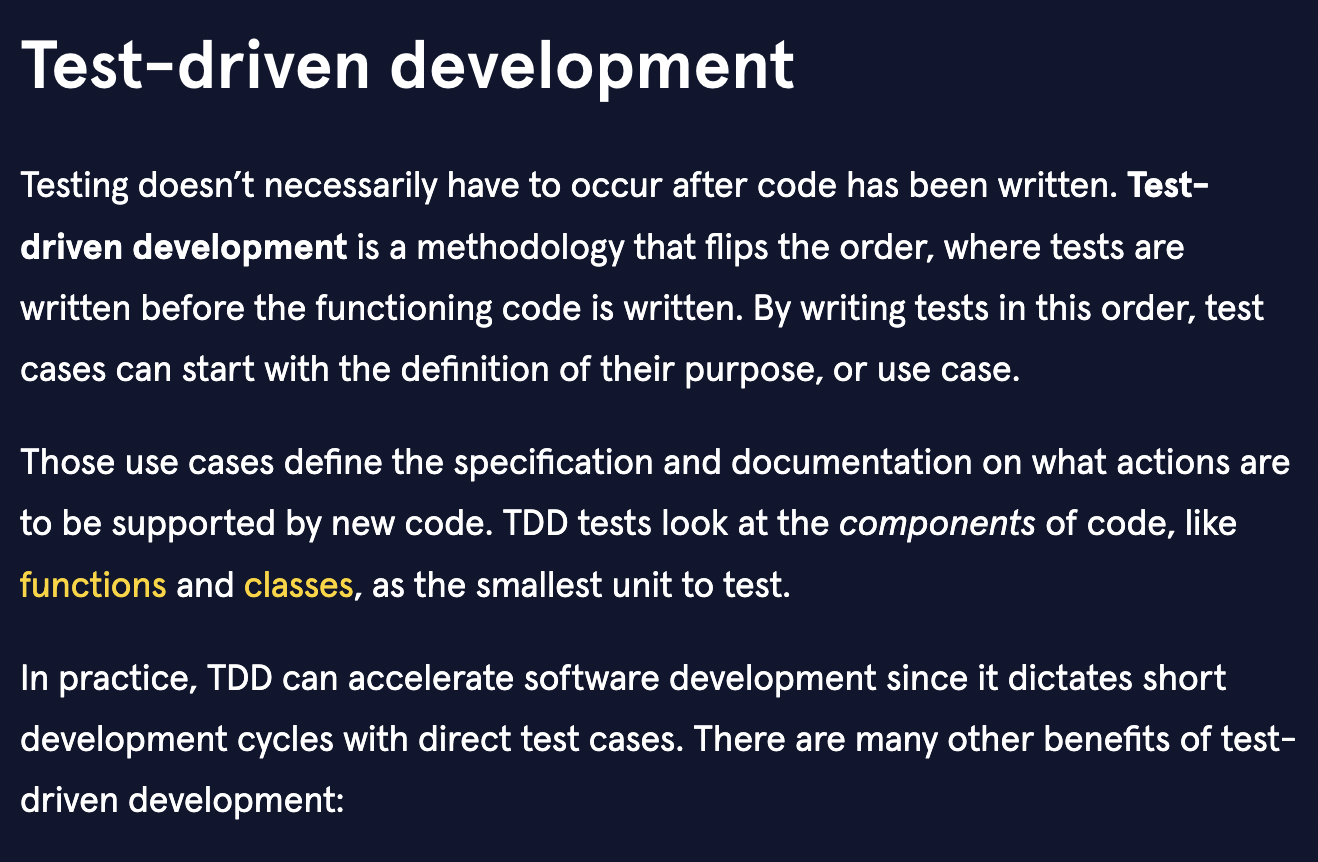 Test-driven development
Testing doesn’t necessarily have to occur after code has been written. Test-
driven development is a methodology that flips the order, where tests are
written before the functioning code is written. By writing tests in this order, test
cases can start with the definition of their purpose, or use case.
Those use cases define the specification and documentation on what actions are
to be supported by new code. TDD tests look at the components of code, like
functions and classes, as the smallest unit to test.
In practice, TDD can accelerate software development since it dictates short
development cycles with direct test cases. There are many other benefits of test-
driven development: